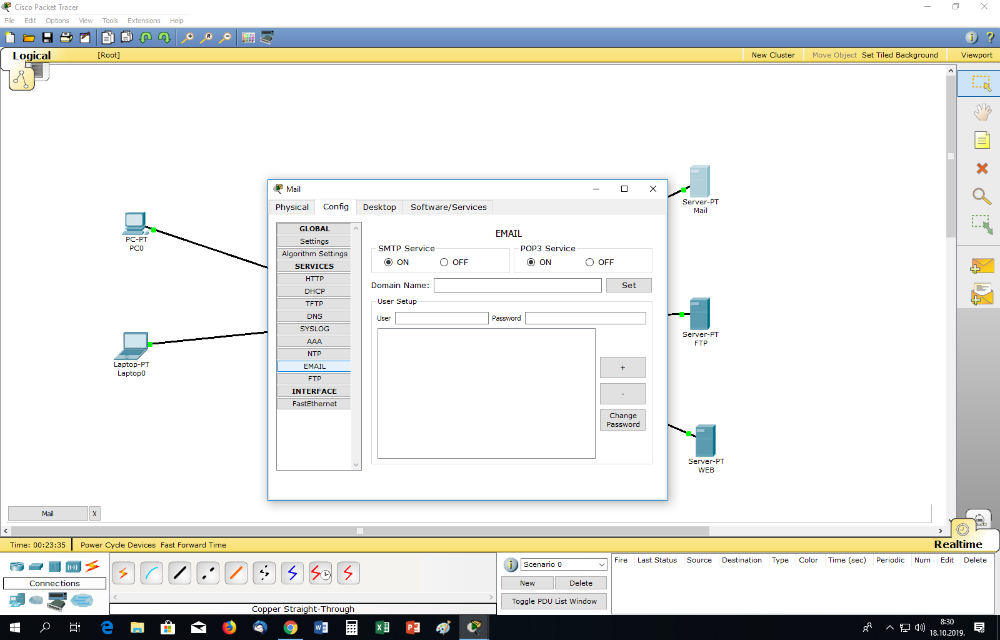 Cisco Packet Tracer
File Edit Options View Tools Extensions Help
Logical [Root] New Cluster Move Object Set Tiled Background Viewport
Server-PT
Mail
PC-PT
PC0
Server-PT
FTP
Laptop-PT
Laptop0
Server-PT
WEB
Mail
Physical Config Desktop Software/Services
GLOBAL
Settings
Algorithm Settings
SERVICES
HTTP
DHCP
TFTP
DNS
SYSLOG
AAA
NTP
EMAIL
FTP
INTERFACE
FastEthernet
EMAIL
SMTP Service POP3 Service
ON OFF ON OFF
Domain Name: Set
User Setup
User Password
+
-
Change
Password
Mail X
Realtime
Time: 00:23:35 Power Cycle Devices Fast Forward Time
Connections
Copper Straight-Through
Scenario 0
New Delete
Toggle PDU List Window
Fire Last Status Source Destination Type Color Time (sec) Periodic Num Edit Delete
8:30
18.10.2019.